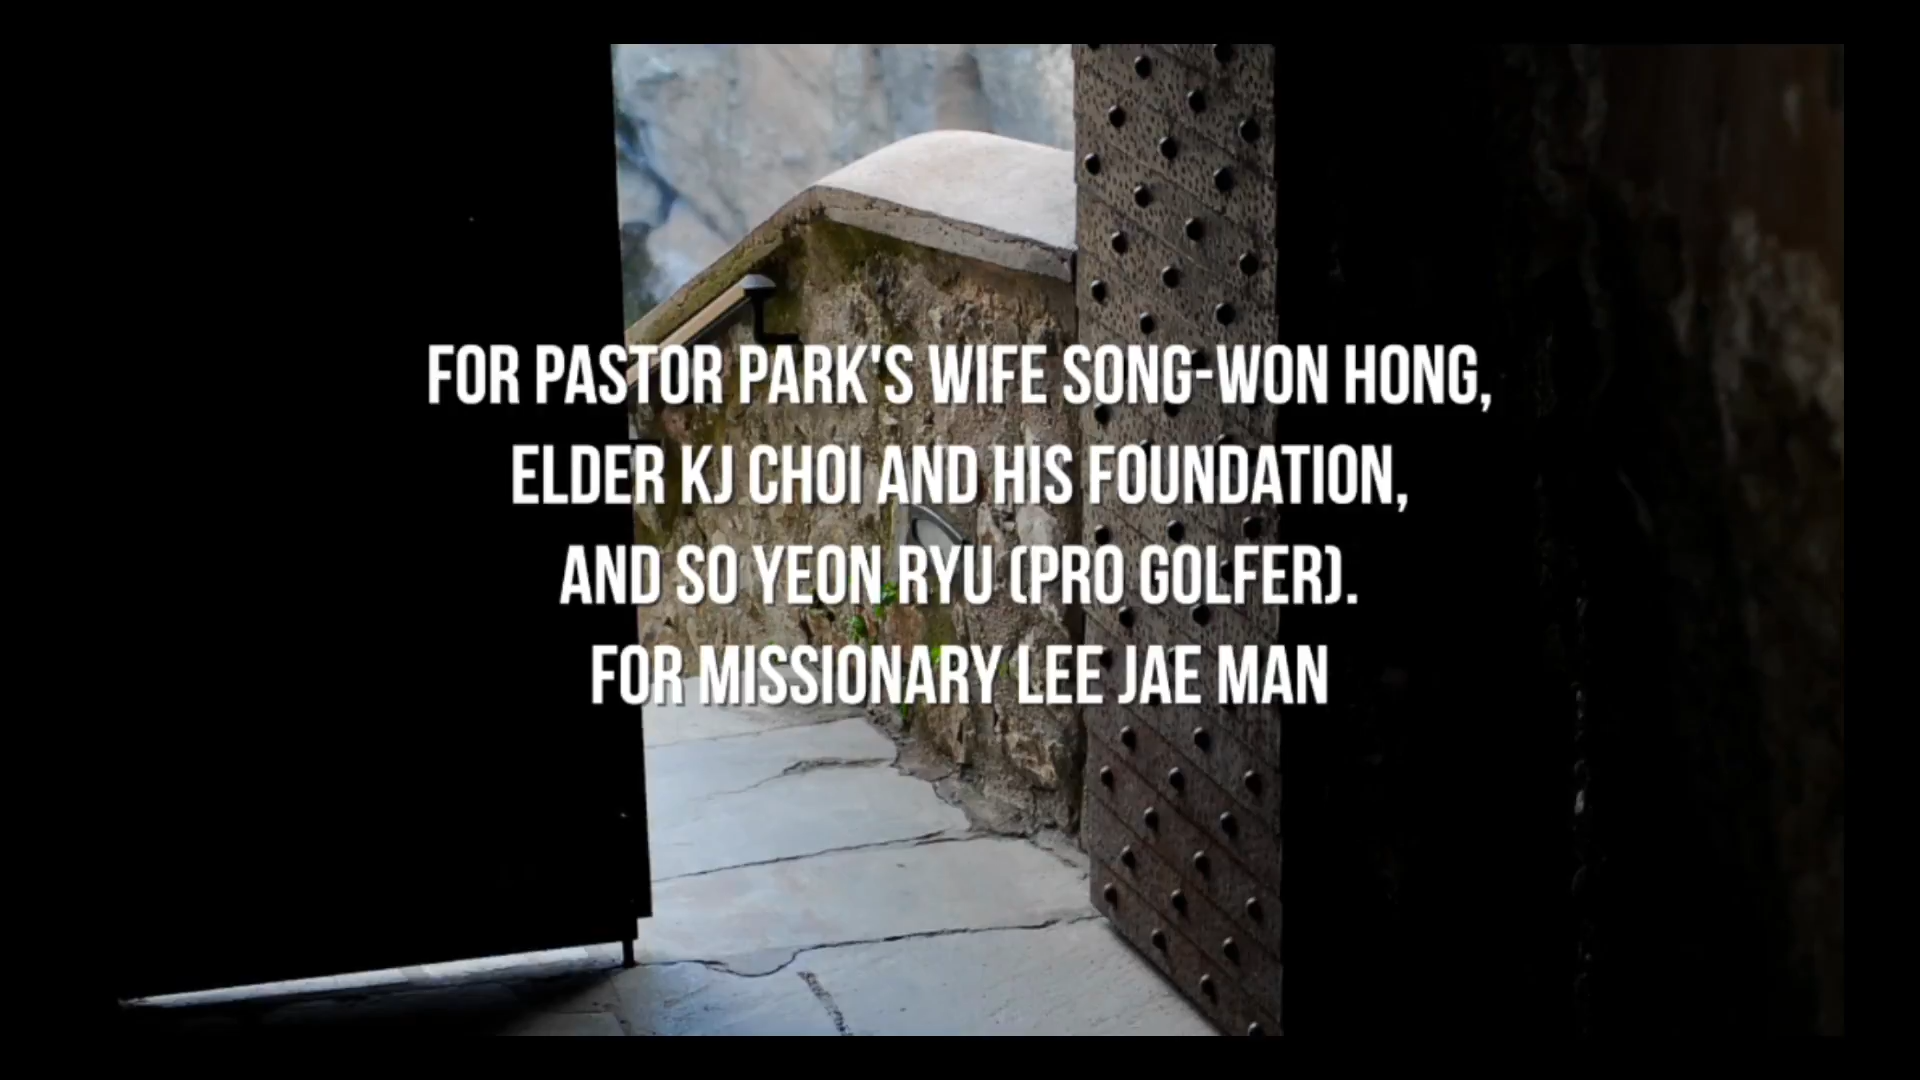 FOR PASTOR PARK'S WIFE SONG-WON HONG,
ELDER KJ CHOI AND HIS FOUNDATION,
AND SO YEON RYU (PRO GOLFER).
FOR MISSIONARY LEE JAE MAN